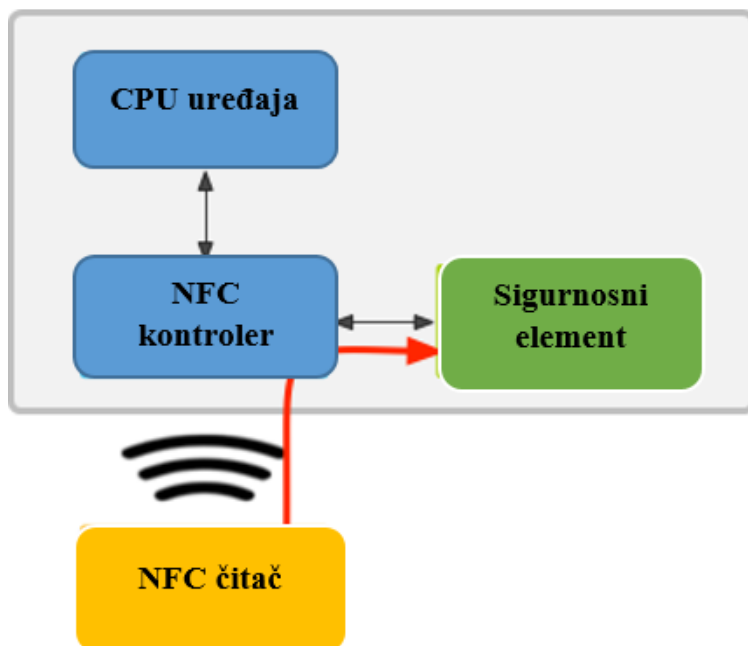 CPU uređaja
NFC
kontroler
Sigurnosni
element
NFC čitač